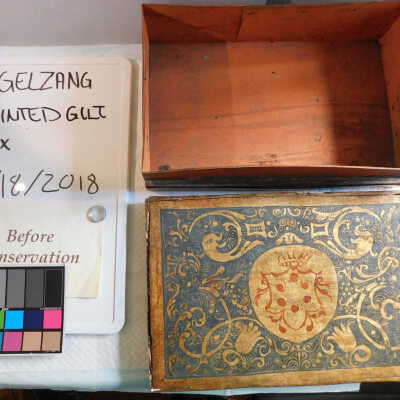 GELZANG
INTED GILT
x
/18/2018
Before
nservation